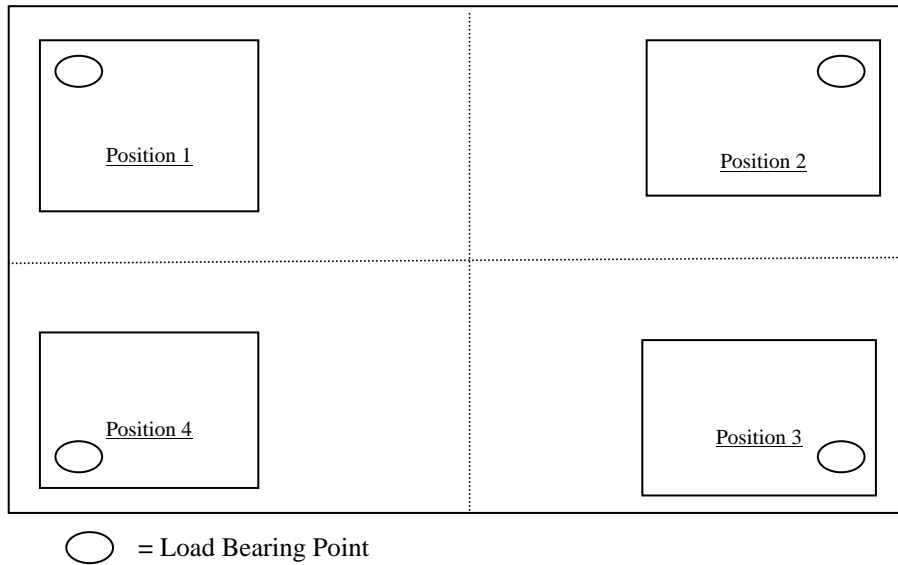 Position 1
Position 2
Position 4
Position 3
= Load Bearing Point